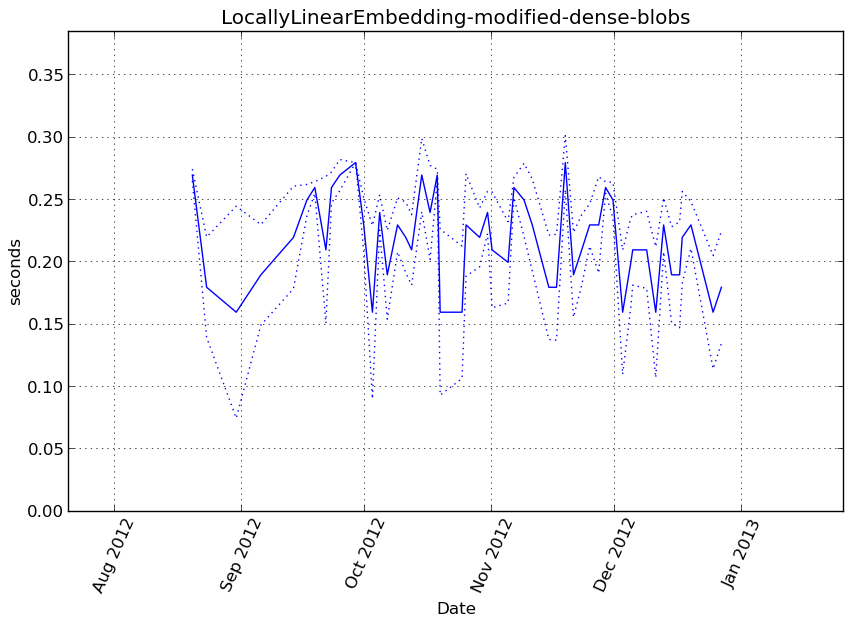 LocallyLinearEmbedding-modified-dense-blobs
0.35
0.30
0.25
0.20
0.15
0.10
0.05
0.00
seconds
Aug 2012
Sep 2012
Oct 2012
Nov 2012
Dec 2012
Jan 2013
Date